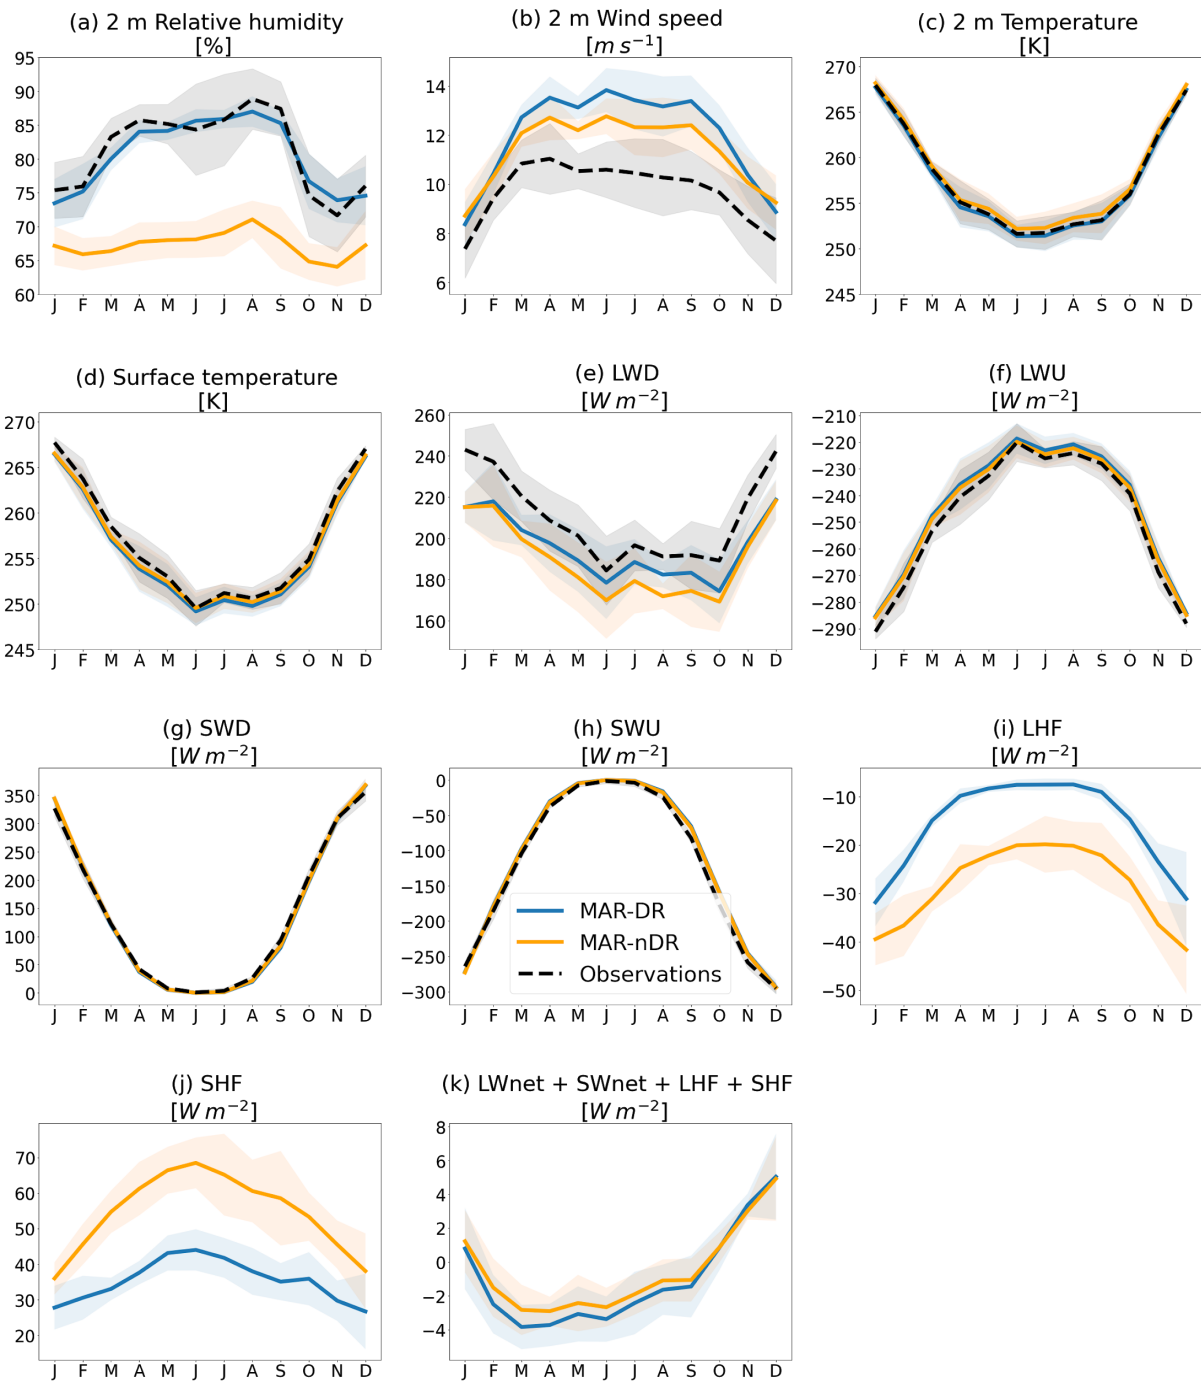 (a) 2 m Relative humidity
[%]
95
90
85
80
75
70
65
60
J F M A M J J A S O N D
(b) 2 m Wind speed
[m s⁻¹]
14
12
10
8
6
J F M A M J J A S O N D
(c) 2 m Temperature
[K]
270
265
260
255
250
245
J F M A M J J A S O N D
(d) Surface temperature
[K]
270
265
260
255
250
245
J F M A M J J A S O N D
(e) LWD
[W m⁻²]
260
240
220
200
180
160
J F M A M J J A S O N D
(f) LWU
[W m⁻²]
−210
−220
−230
−240
−250
−260
−270
−280
−290
J F M A M J J A S O N D
(g) SWD
[W m⁻²]
350
300
250
200
150
100
50
0
J F M A M J J A S O N D
(h) SWU
[W m⁻²]
0
−50
−100
−150
−200
−250
−300
MAR-DR
MAR-nDR
Observations
J F M A M J J A S O N D
(i) LHF
[W m⁻²]
−10
−20
−30
−40
−50
J F M A M J J A S O N D
(j) SHF
[W m⁻²]
70
60
50
40
30
20
J F M A M J J A S O N D
(k) LWnet + SWnet + LHF + SHF
[W m⁻²]
8
6
4
2
0
−2
−4
J F M A M J J A S O N D